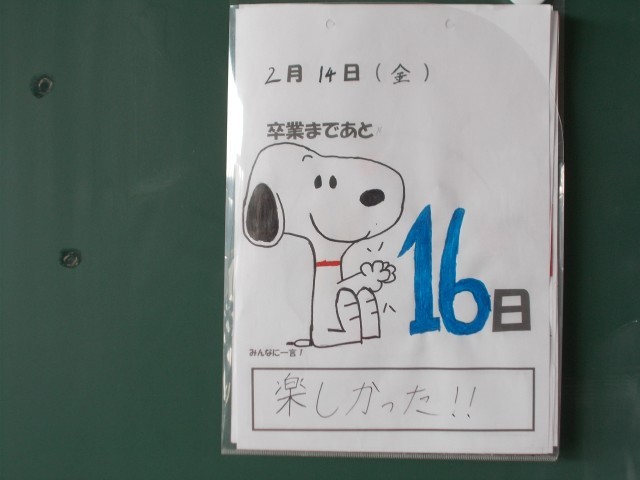 2月14日(金)
卒業まであと
16日
みんなに一言!
楽しかった!!